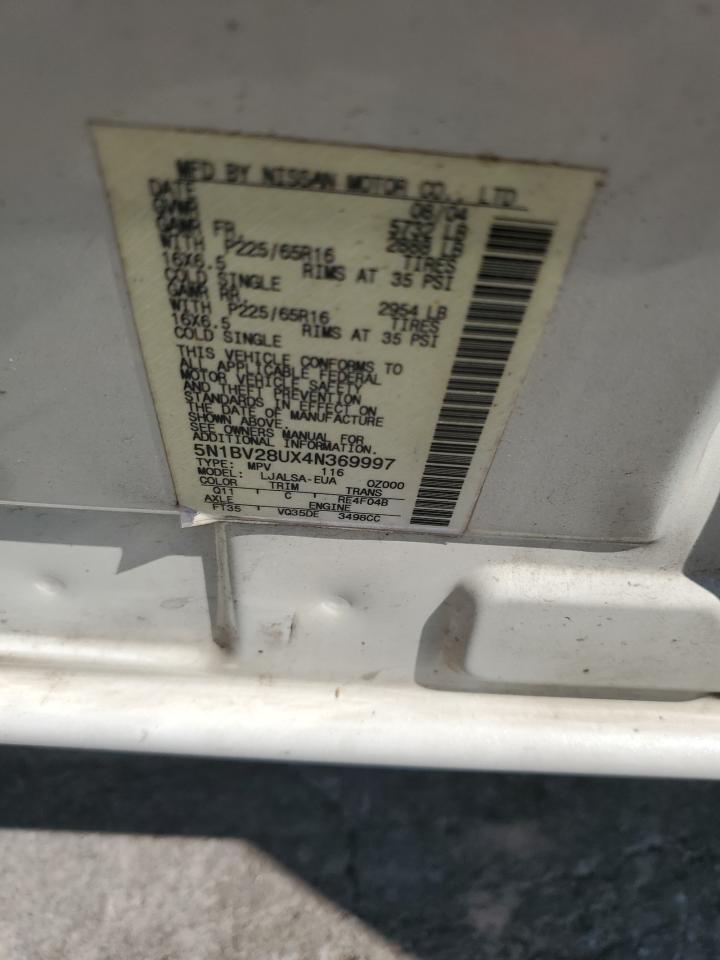 MFD BY NISSAN MOTOR CO., LTD.
DATE 06/04
GVWR 5732 LB
GAWR FR. LB
WITH P225/65R16 TIRES
16X6.5 RIMS AT 35 PSI
COLD SINGLE
GAWR RR. 2954 LB
WITH P225/65R16 TIRES
16X6.5 RIMS AT 35 PSI
COLD SINGLE
THIS VEHICLE CONFORMS TO
ALL APPLICABLE FEDERAL
MOTOR VEHICLE SAFETY
AND THEFT PREVENTION
STANDARDS IN EFFECT ON
THE DATE OF MANUFACTURE
SHOWN ABOVE.
SEE OWNERS MANUAL FOR
ADDITIONAL INFORMATION.
5N1BV28UX4N369997
TYPE: MPV 116
LJALSA-EUA OZ000
COLOR TRIM TRANS
Q11 C RE4F04B
AXLE ENGINE
FT35 VQ35DE 3498CC